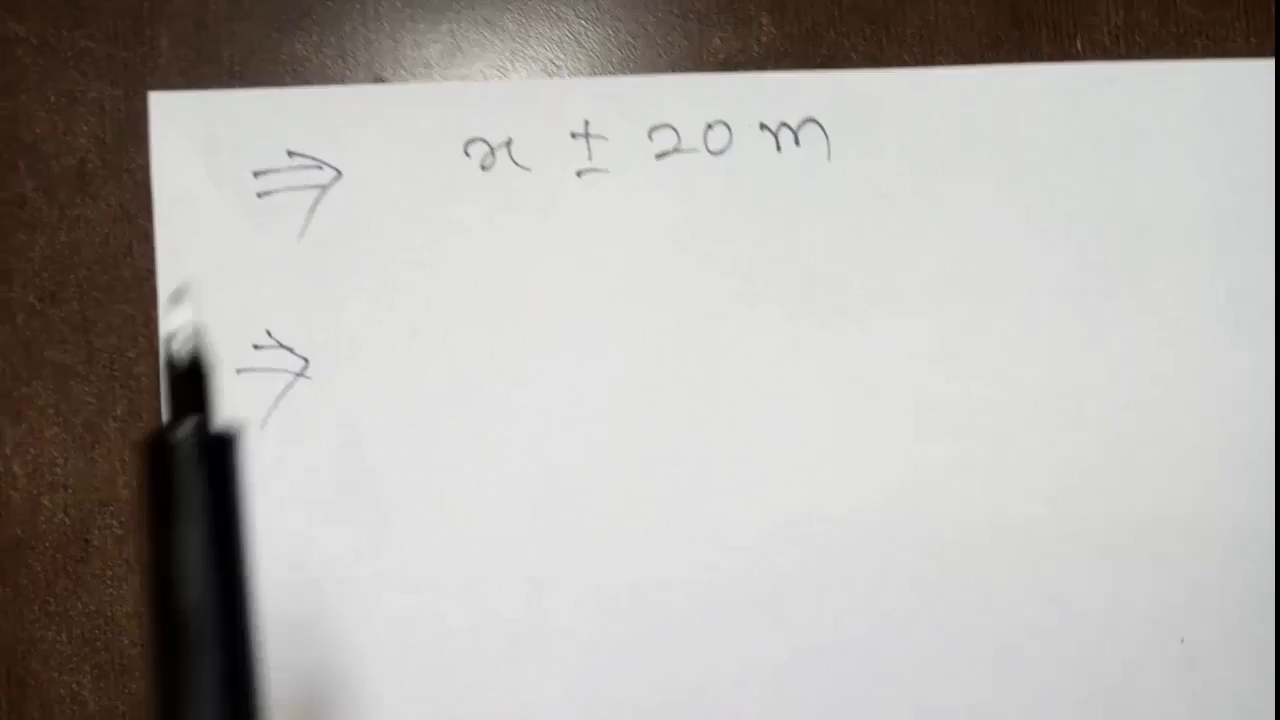 ⇒ x ± 20 m
⇒